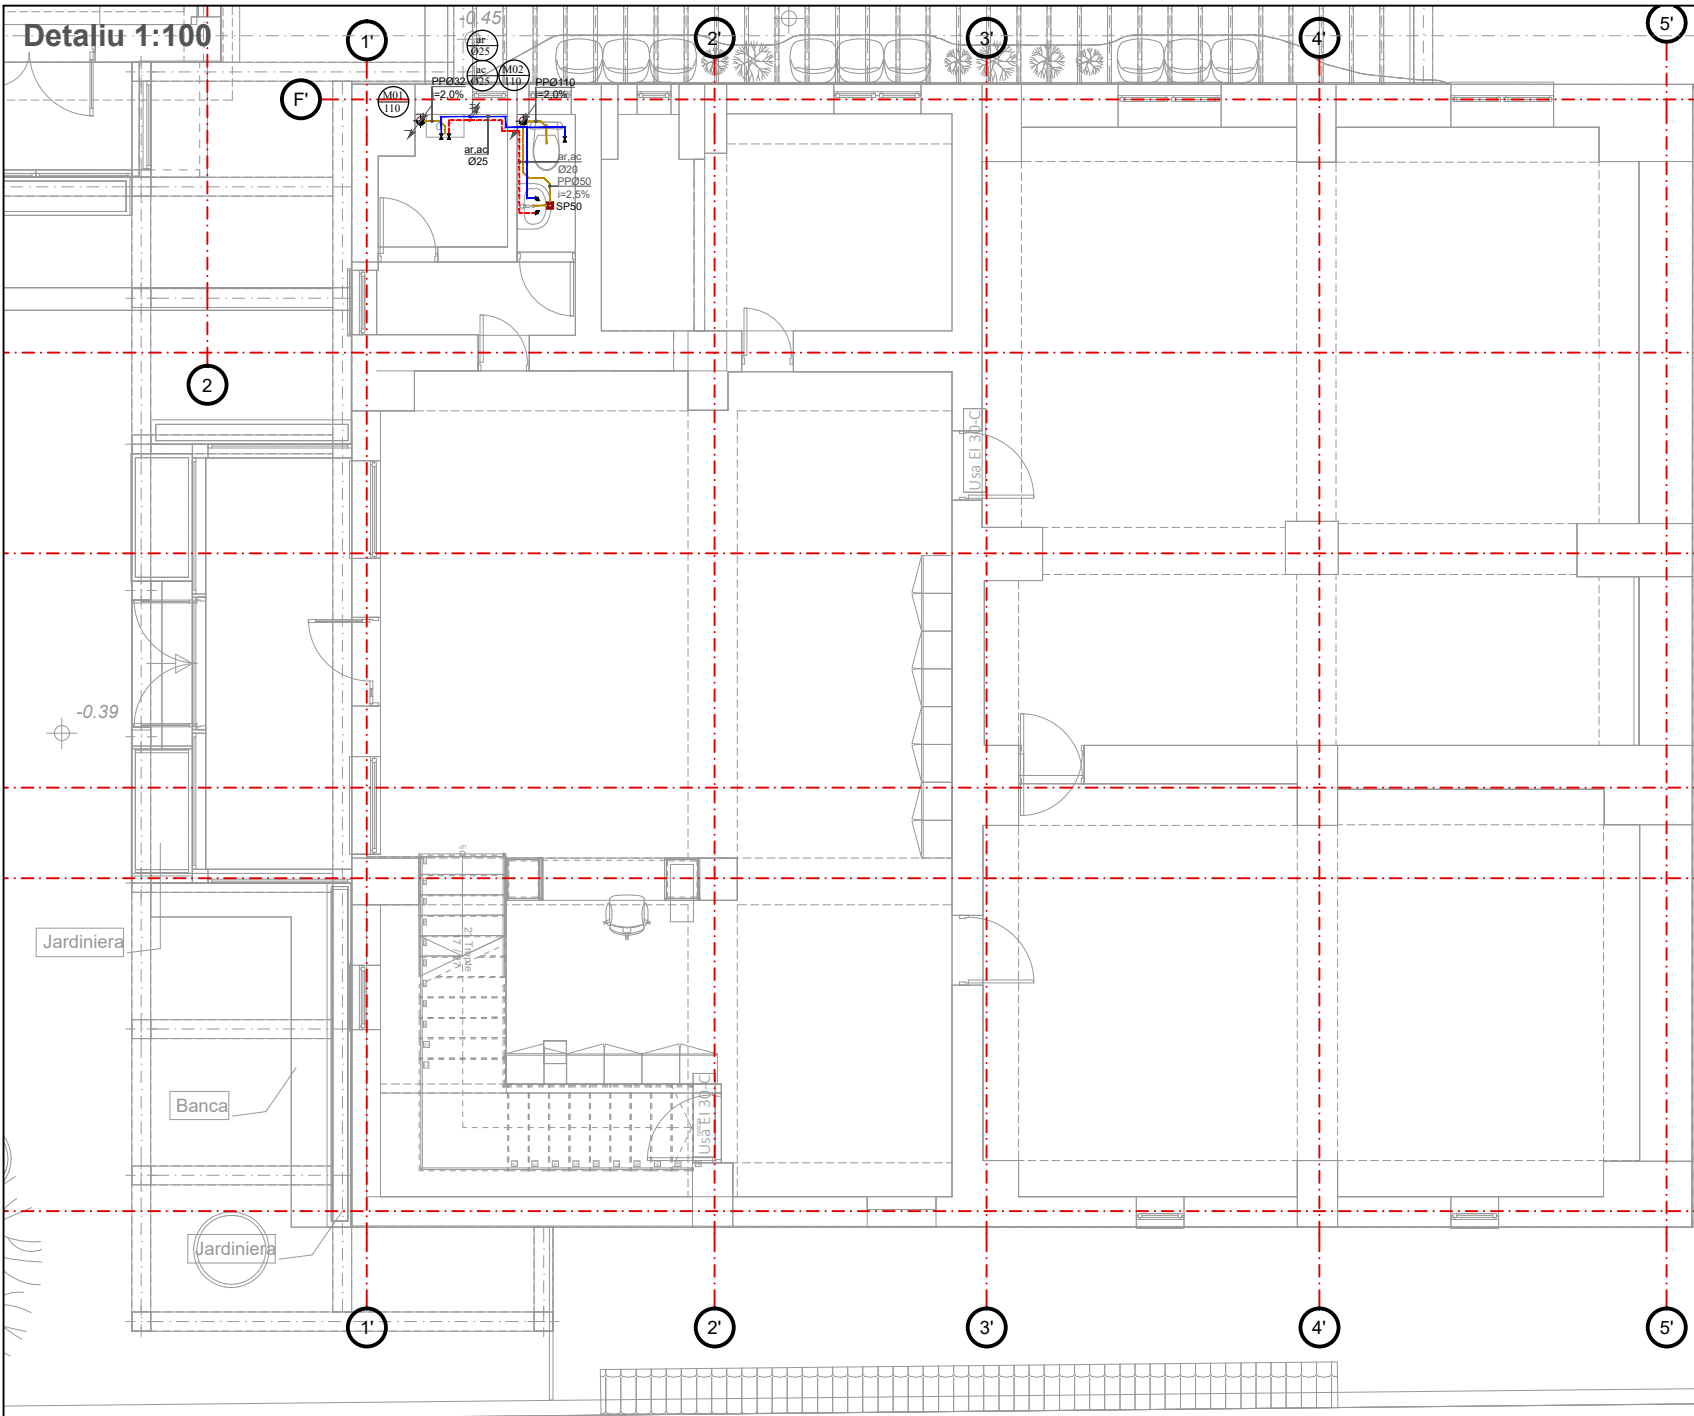 Detaliu 1:100
-0.45
1'
2'
3'
4'
5'
ar
Ø25
ac
Ø25
M02
110
M01
110
F'
PPØ32
i=2.0%
PPØ110
i=2.0%
ar,ac
Ø25
ar,ac
Ø20
PPØ50
i=2,5%
SP50
2
Usa EI 30-C
-0.39
Jardiniera
Banca
Usa EI 30-C
Jardiniera
1'
2'
3'
4'
5'